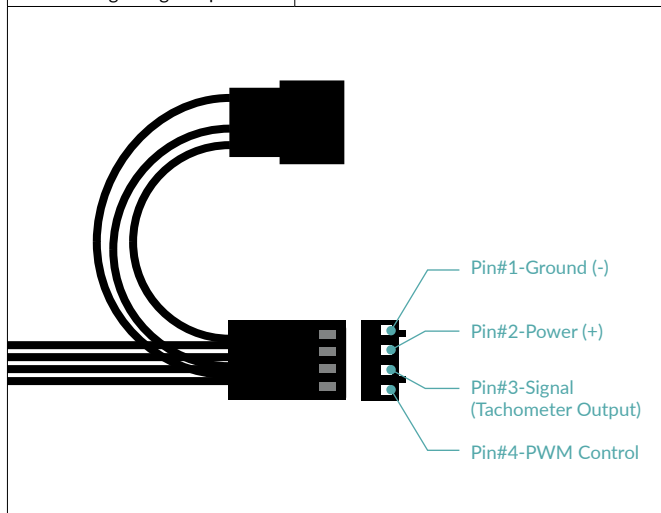 Pin#1-Ground (-)
Pin#2-Power (+)
Pin#3-Signal
(Tachometer Output)
Pin#4-PWM Control